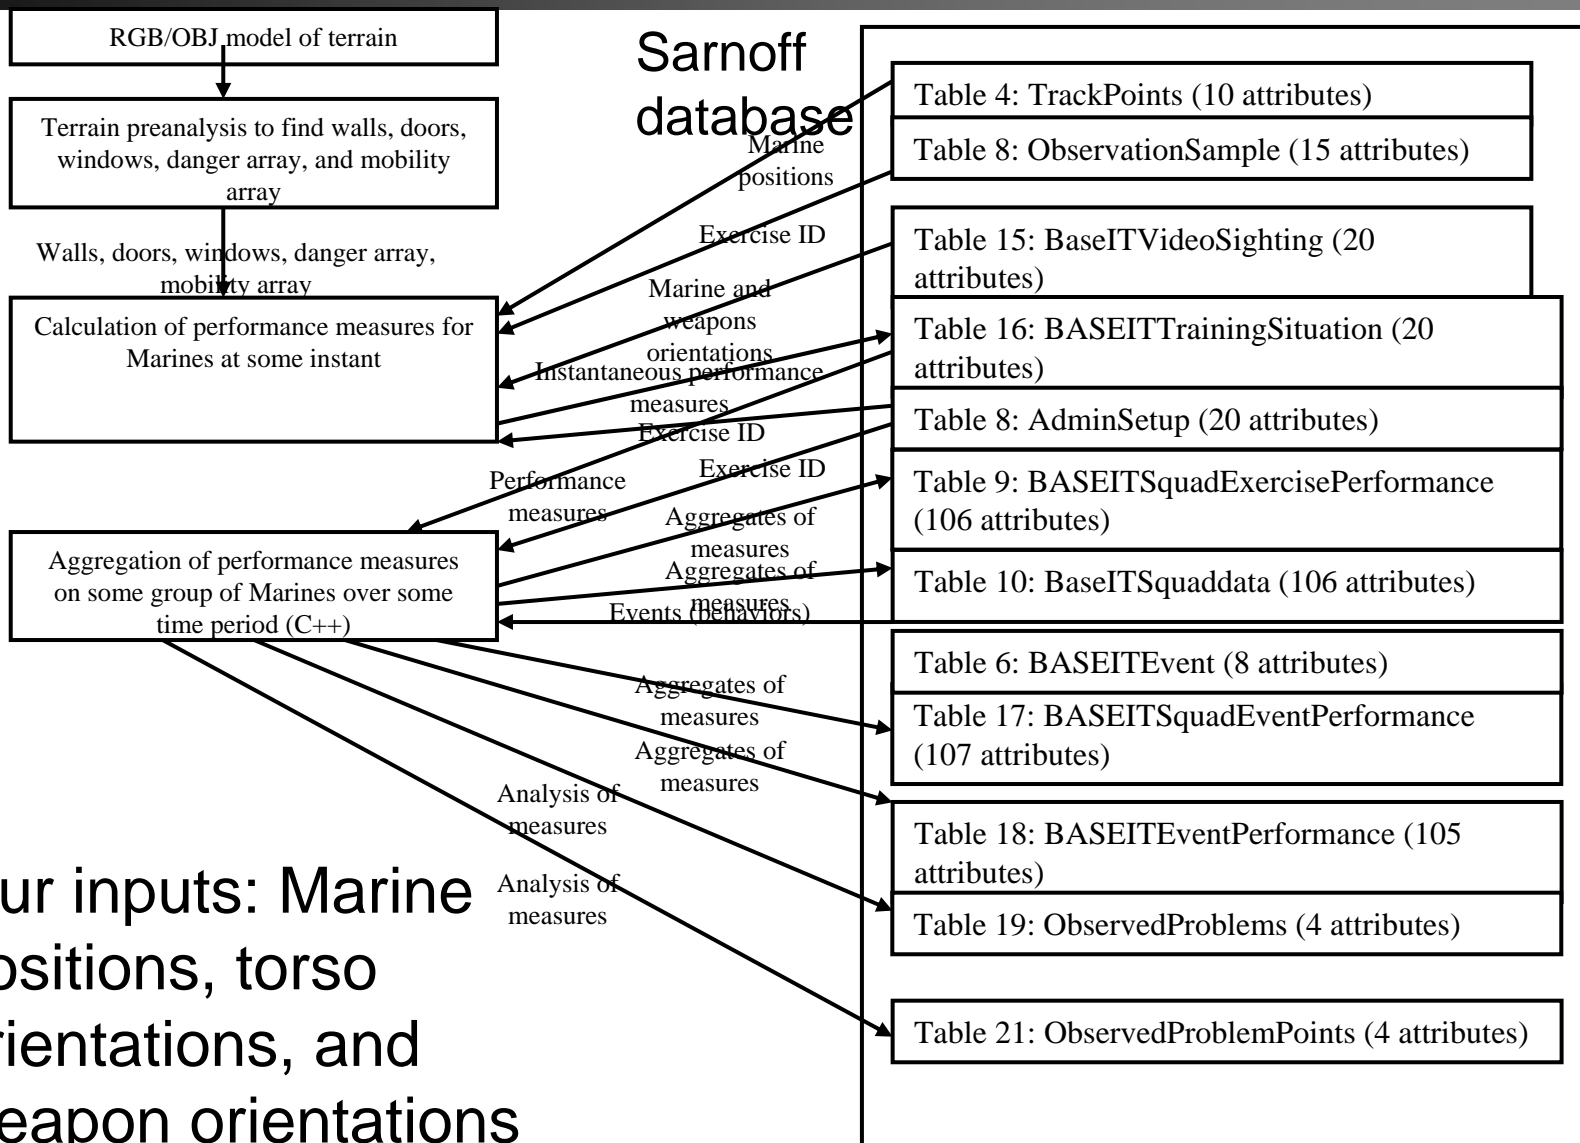 RGB/OBJ model of terrain
Terrain preanalysis to find walls, doors,
windows, danger array, and mobility
array
Walls, doors, windows, danger array,
mobility array
Calculation of performance measures for
Marines at some instant
Aggregation of performance measures
on some group of Marines over some
time period (C++)
Sarnoff
database
Marine
positions
Exercise ID
Marine and
weapons
orientations
Instantaneous performance
measures
Exercise ID
Exercise ID
Performance
measures
Aggregates of
measures
Aggregates of
measures
Events (behaviors)
Aggregates of
measures
Aggregates of
measures
Analysis of
measures
Analysis of
measures
Table 4: TrackPoints (10 attributes)
Table 8: ObservationSample (15 attributes)
Table 15: BaseITVideoSighting (20
attributes)
Table 16: BASEITTrainingSituation (20
attributes)
Table 8: AdminSetup (20 attributes)
Table 9: BASEITSquadExercisePerformance
(106 attributes)
Table 10: BaseITSquaddata (106 attributes)
Table 6: BASEITEvent (8 attributes)
Table 17: BASEITSquadEventPerformance
(107 attributes)
Table 18: BASEITEventPerformance (105
attributes)
Table 19: ObservedProblems (4 attributes)
Table 21: ObservedProblemPoints (4 attributes)
ur inputs: Marine
ositions, torso
rientations, and
eapon orientations